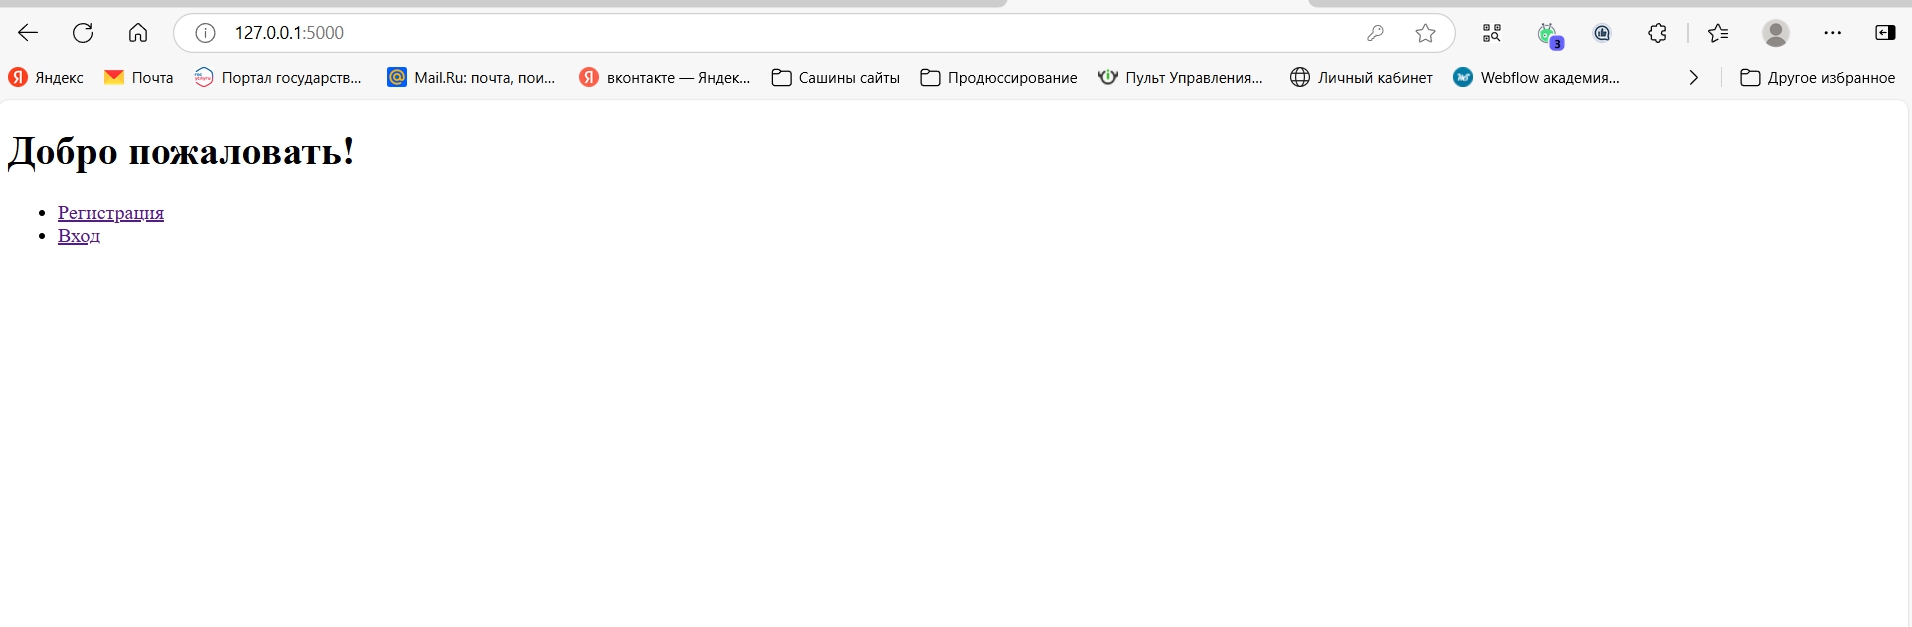 127.0.0.1:5000
3
Яндекс Почта Портал государств... Mail.Ru: почта, пои... вконтакте — Яндек... Сашины сайты Продюссирование Пульт Управления... Личный кабинет Webflow академия... Другое избранное
Добро пожаловать!
Регистрация
Вход